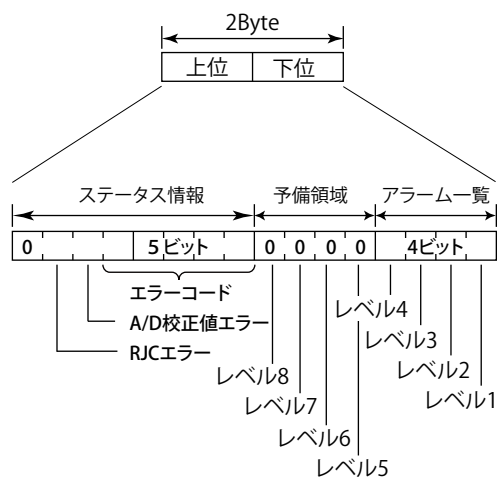 2Byte
上位 下位
ステータス情報 予備領域 アラーム一覧
0 5ビット 0 0 0 0 4ビット
エラーコード
A/D校正値エラー
RJCエラー
レベル4
レベル3
レベル2
レベル1
レベル8
レベル7
レベル6
レベル5